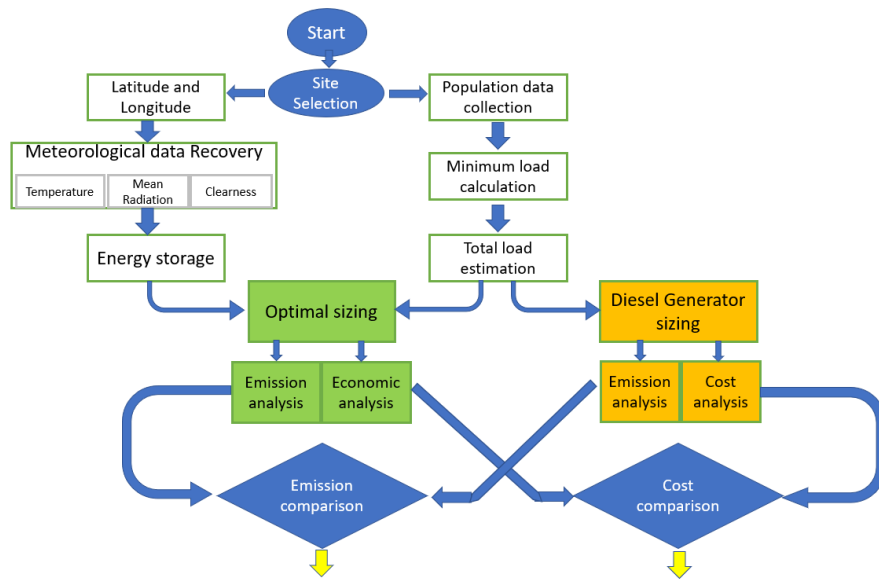 Start
Site
Selection
Latitude and
Longitude
Population data
collection
Meteorological data Recovery
Temperature
Mean
Radiation
Clearness
Minimum load
calculation
Energy storage
Total load
estimation
Optimal sizing
Diesel Generator
sizing
Emission
analysis
Economic
analysis
Emission
analysis
Cost
analysis
Emission
comparison
Cost
comparison